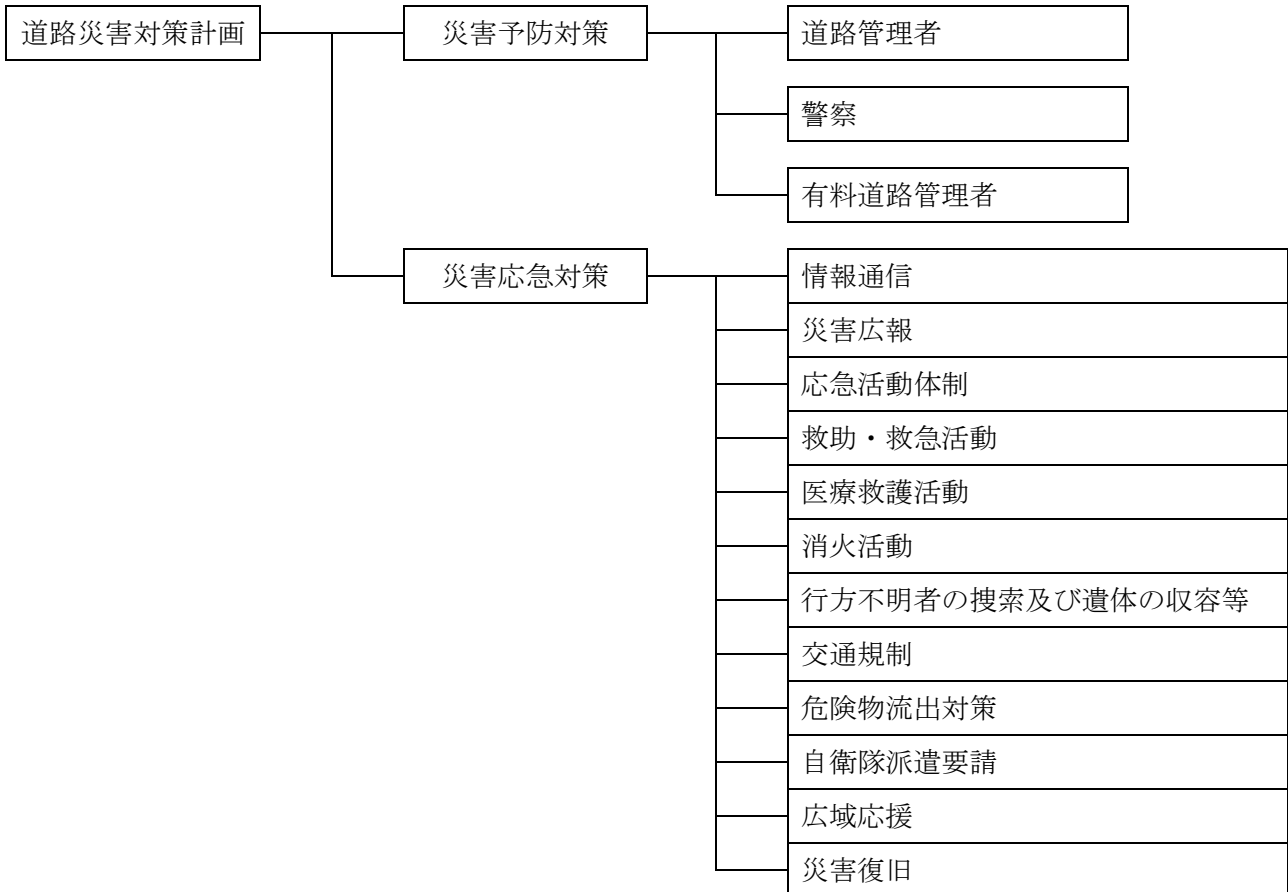 道路災害対策計画
災害予防対策
道路管理者
警察
有料道路管理者
災害応急対策
情報通信
災害広報
応急活動体制
救助・救急活動
医療救護活動
消火活動
行方不明者の捜索及び遺体の収容等
交通規制
危険物流出対策
自衛隊派遣要請
広域応援
災害復旧